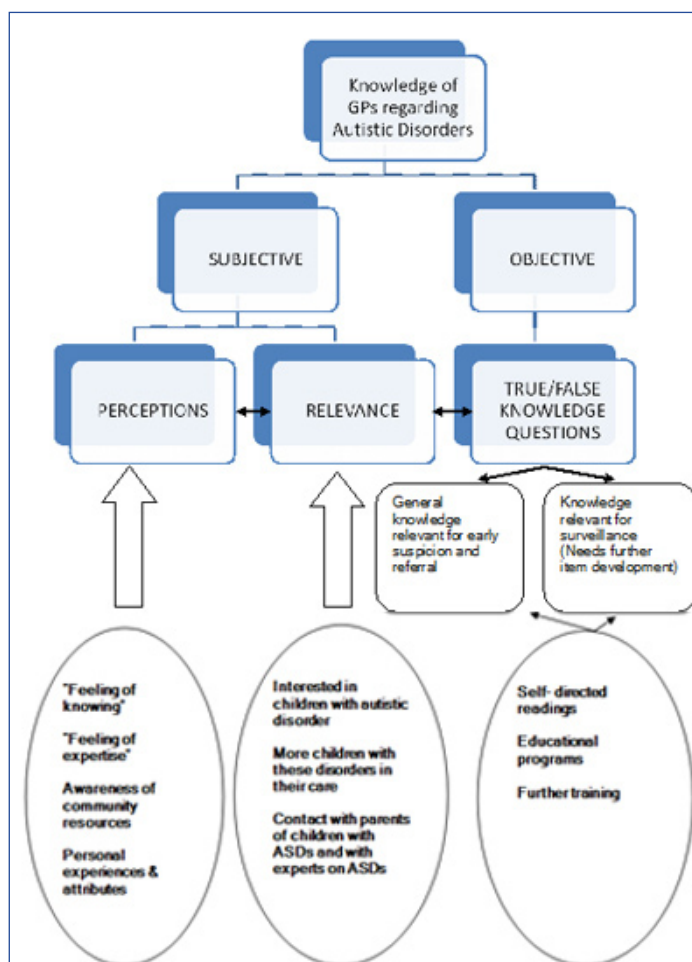 Knowledge of
GPs regarding
Autistic Disorders
SUBJECTIVE
OBJECTIVE
PERCEPTIONS
RELEVANCE
TRUE/FALSE
KNOWLEDGE
QUESTIONS
General
knowledge
relevant for early
suspicion and
referral
Knowledge
relevant for
surveillance
(Needs further
item development)
"Feeling of
knowing"
"Feeling of
expertise"
Awareness of
community
resources
Personal
experiences &
attributes
Interested in
children with autistic
disorder
More children with
these disorders in
their care
Contact with parents
of children with
ASDs and with
experts on ASDs
Self- directed
readings
Educational
programs
Further training